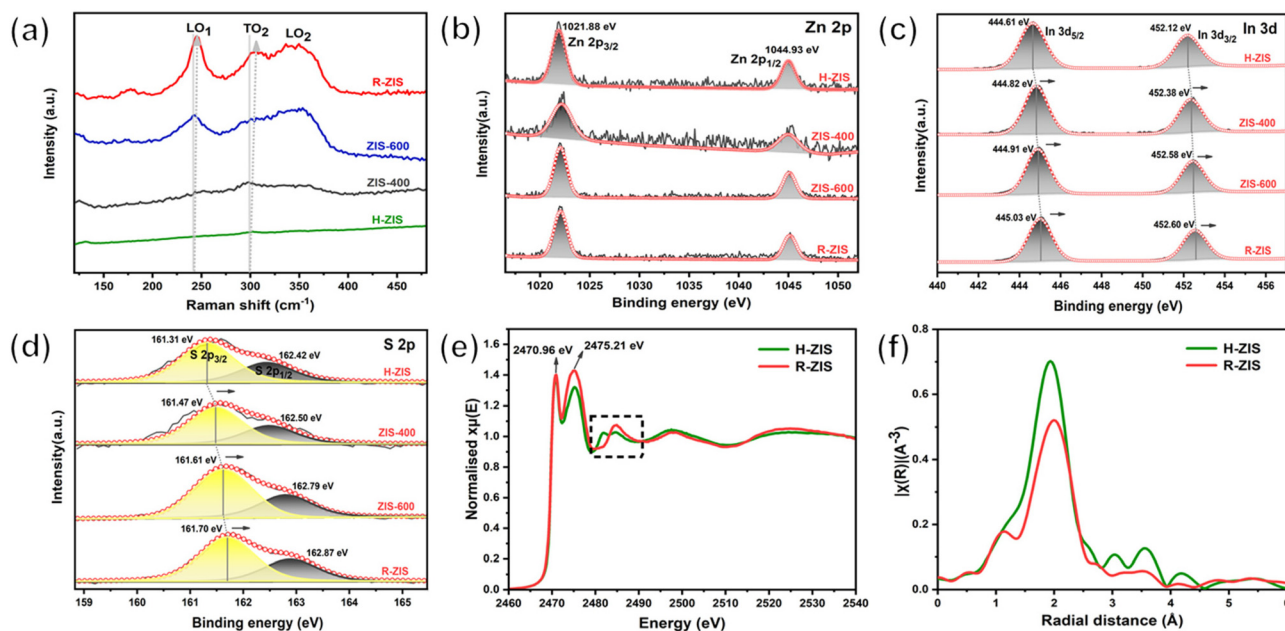 (a)
LO1
TO2
LO2
R-ZIS
ZIS-600
ZIS-400
H-ZIS
Intensity (a.u.)
150 200 250 300 350 400 450
Raman shift (cm-1)
(b)
1021.88 eV
Zn 2p
Zn 2p3/2
1044.93 eV
Zn 2p1/2
H-ZIS
ZIS-400
ZIS-600
R-ZIS
Intensity(a.u.)
1020 1025 1030 1035 1040 1045 1050
Binding energy (eV)
(c)
444.61 eV
452.12 eV
In 3d
In 3d5/2
In 3d3/2
H-ZIS
444.82 eV
452.38 eV
ZIS-400
444.91 eV
452.58 eV
ZIS-600
445.03 eV
452.60 eV
R-ZIS
Intensity(a.u.)
440 442 444 446 448 450 452 454 456
Binding energy (eV)
(d)
161.31 eV
S 2p
S 2p3/2
162.42 eV
S 2p1/2
H-ZIS
161.47 eV
162.50 eV
ZIS-400
161.61 eV
162.79 eV
ZIS-600
161.70 eV
162.87 eV
R-ZIS
Intensity(a.u.)
159 160 161 162 163 164 165
Binding energy (eV)
(e)
2470.96 eV
2475.21 eV
H-ZIS
R-ZIS
Normalised xμ(E)
1.6
1.4
1.2
1.0
0.8
0.6
0.4
0.2
0.0
2460 2470 2480 2490 2500 2510 2520 2530 2540
Energy (eV)
(f)
H-ZIS
R-ZIS
|χ(R)|(A-3)
0.8
0.6
0.4
0.2
0.0
0 1 2 3 4 5 6
Radial distance (Å)